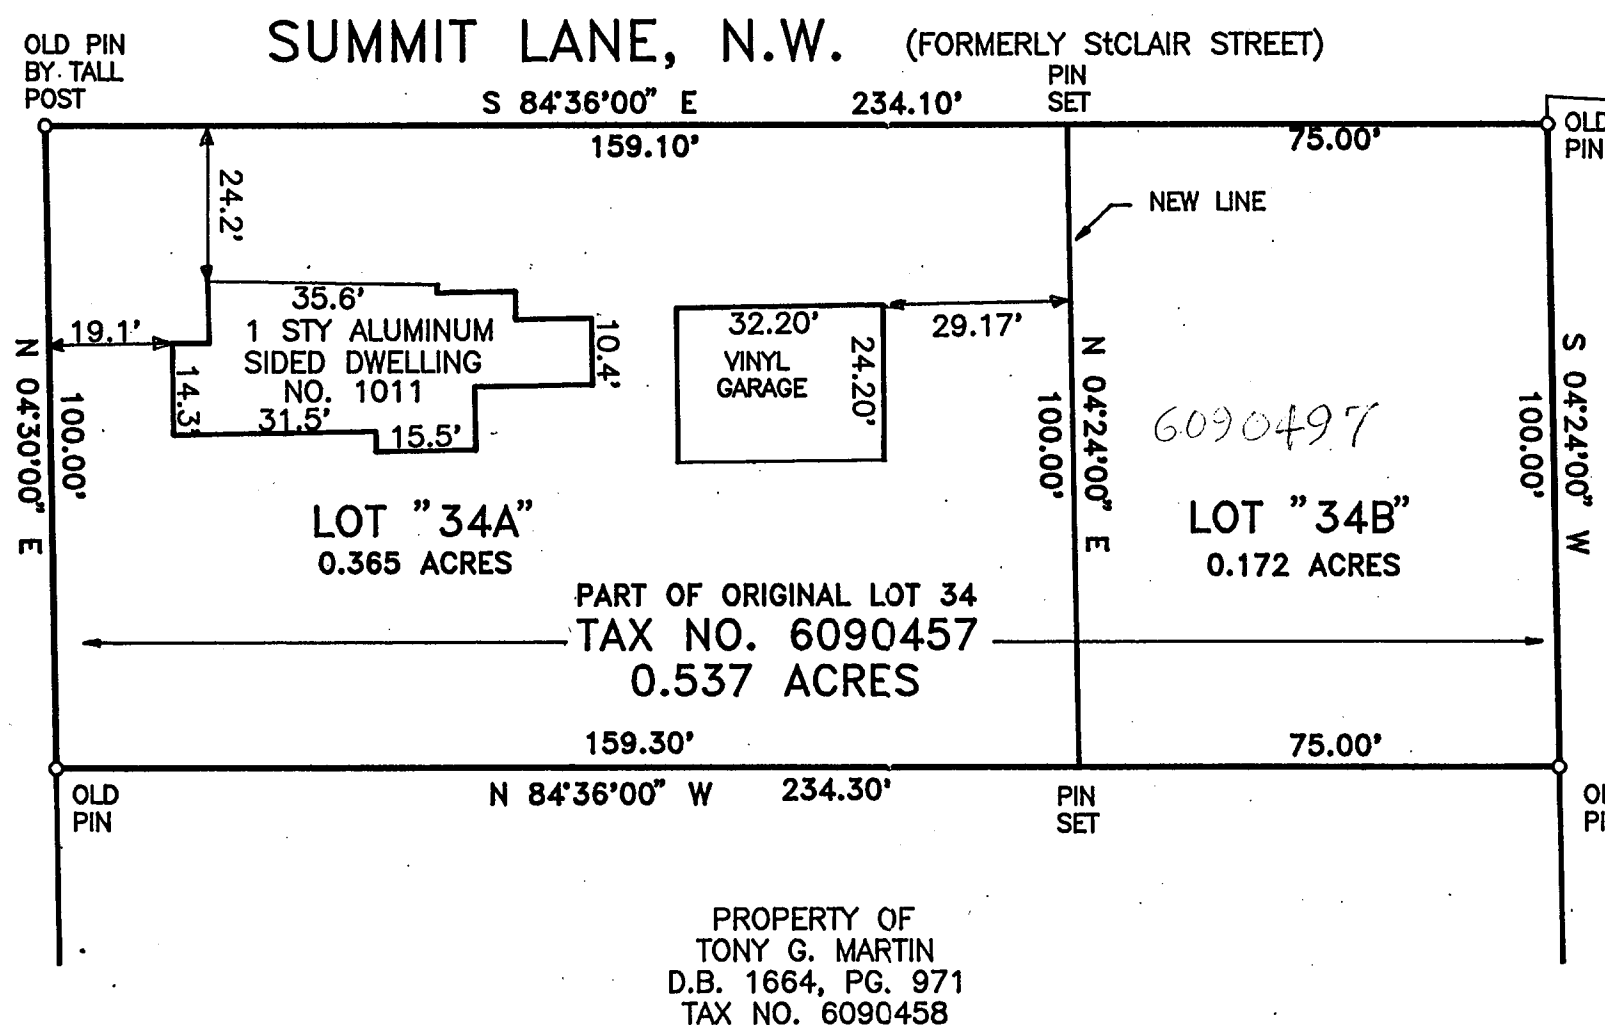 SUMMIT LANE, N.W. (FORMERLY StCLAIR STREET)
OLD PIN
BY TALL
POST
S 84°36'00" E 234.10'
PIN
SET
159.10'
75.00'
OLD
PIN
24.2'
NEW LINE
35.6'
19.1'
1 STY ALUMINUM
SIDED DWELLING
NO. 1011
10.4'
14.3'
31.5'
15.5'
32.20'
VINYL
GARAGE
24.20'
29.17'
N 04°30'00" E
100.00'
N 04°24'00" E
100.00'
6090497
S 04°24'00" W
100.00'
LOT "34A"
0.365 ACRES
LOT "34B"
0.172 ACRES
PART OF ORIGINAL LOT 34
TAX NO. 6090457
0.537 ACRES
159.30'
75.00'
OLD
PIN
N 84°36'00" W 234.30'
PIN
SET
PROPERTY OF
TONY G. MARTIN
D.B. 1664, PG. 971
TAX NO. 6090458